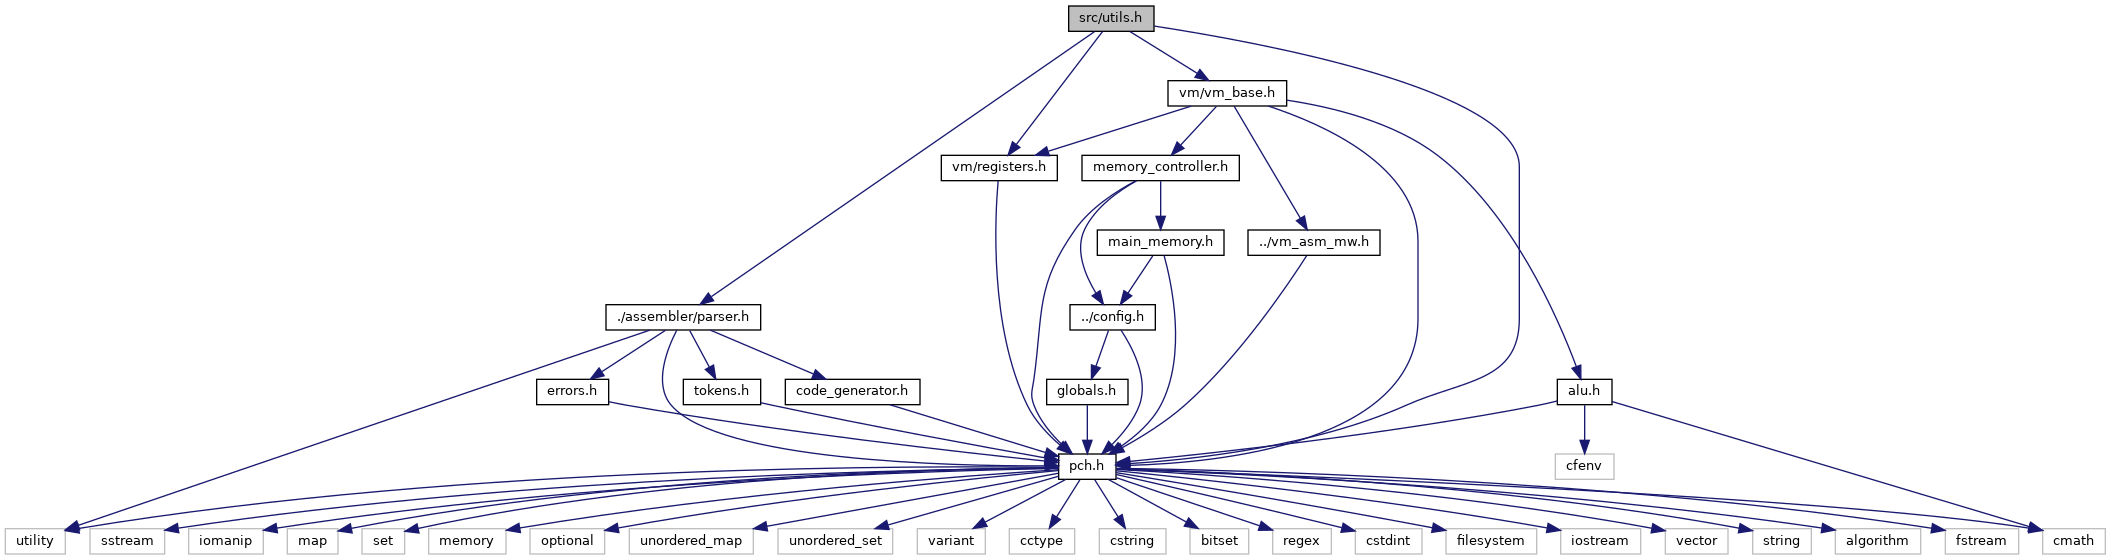 src/utils.h
vm/vm_base.h
vm/registers.h
memory_controller.h
main_memory.h
../vm_asm_mw.h
./assembler/parser.h
../config.h
errors.h
tokens.h
code_generator.h
globals.h
alu.h
pch.h
cfenv
utility
sstream
iomanip
map
set
memory
optional
unordered_map
unordered_set
variant
cctype
cstring
bitset
regex
cstdint
filesystem
iostream
vector
string
algorithm
fstream
cmath